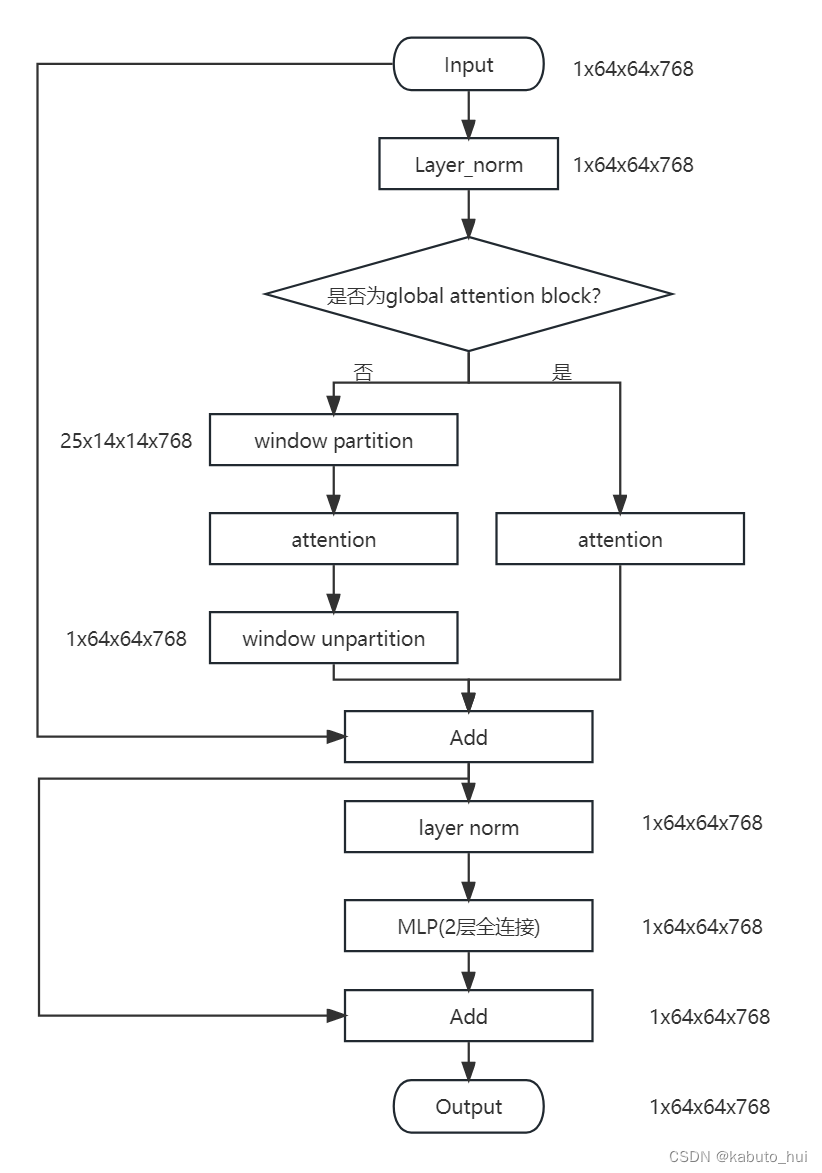 Input
1x64x64x768
Layer_norm
1x64x64x768
是否为global attention block?
否
是
25x14x14x768
window partition
attention
attention
1x64x64x768
window unpartition
Add
layer norm
1x64x64x768
MLP(2层全连接)
1x64x64x768
Add
1x64x64x768
Output
1x64x64x768
CSDN @kabuto_hui